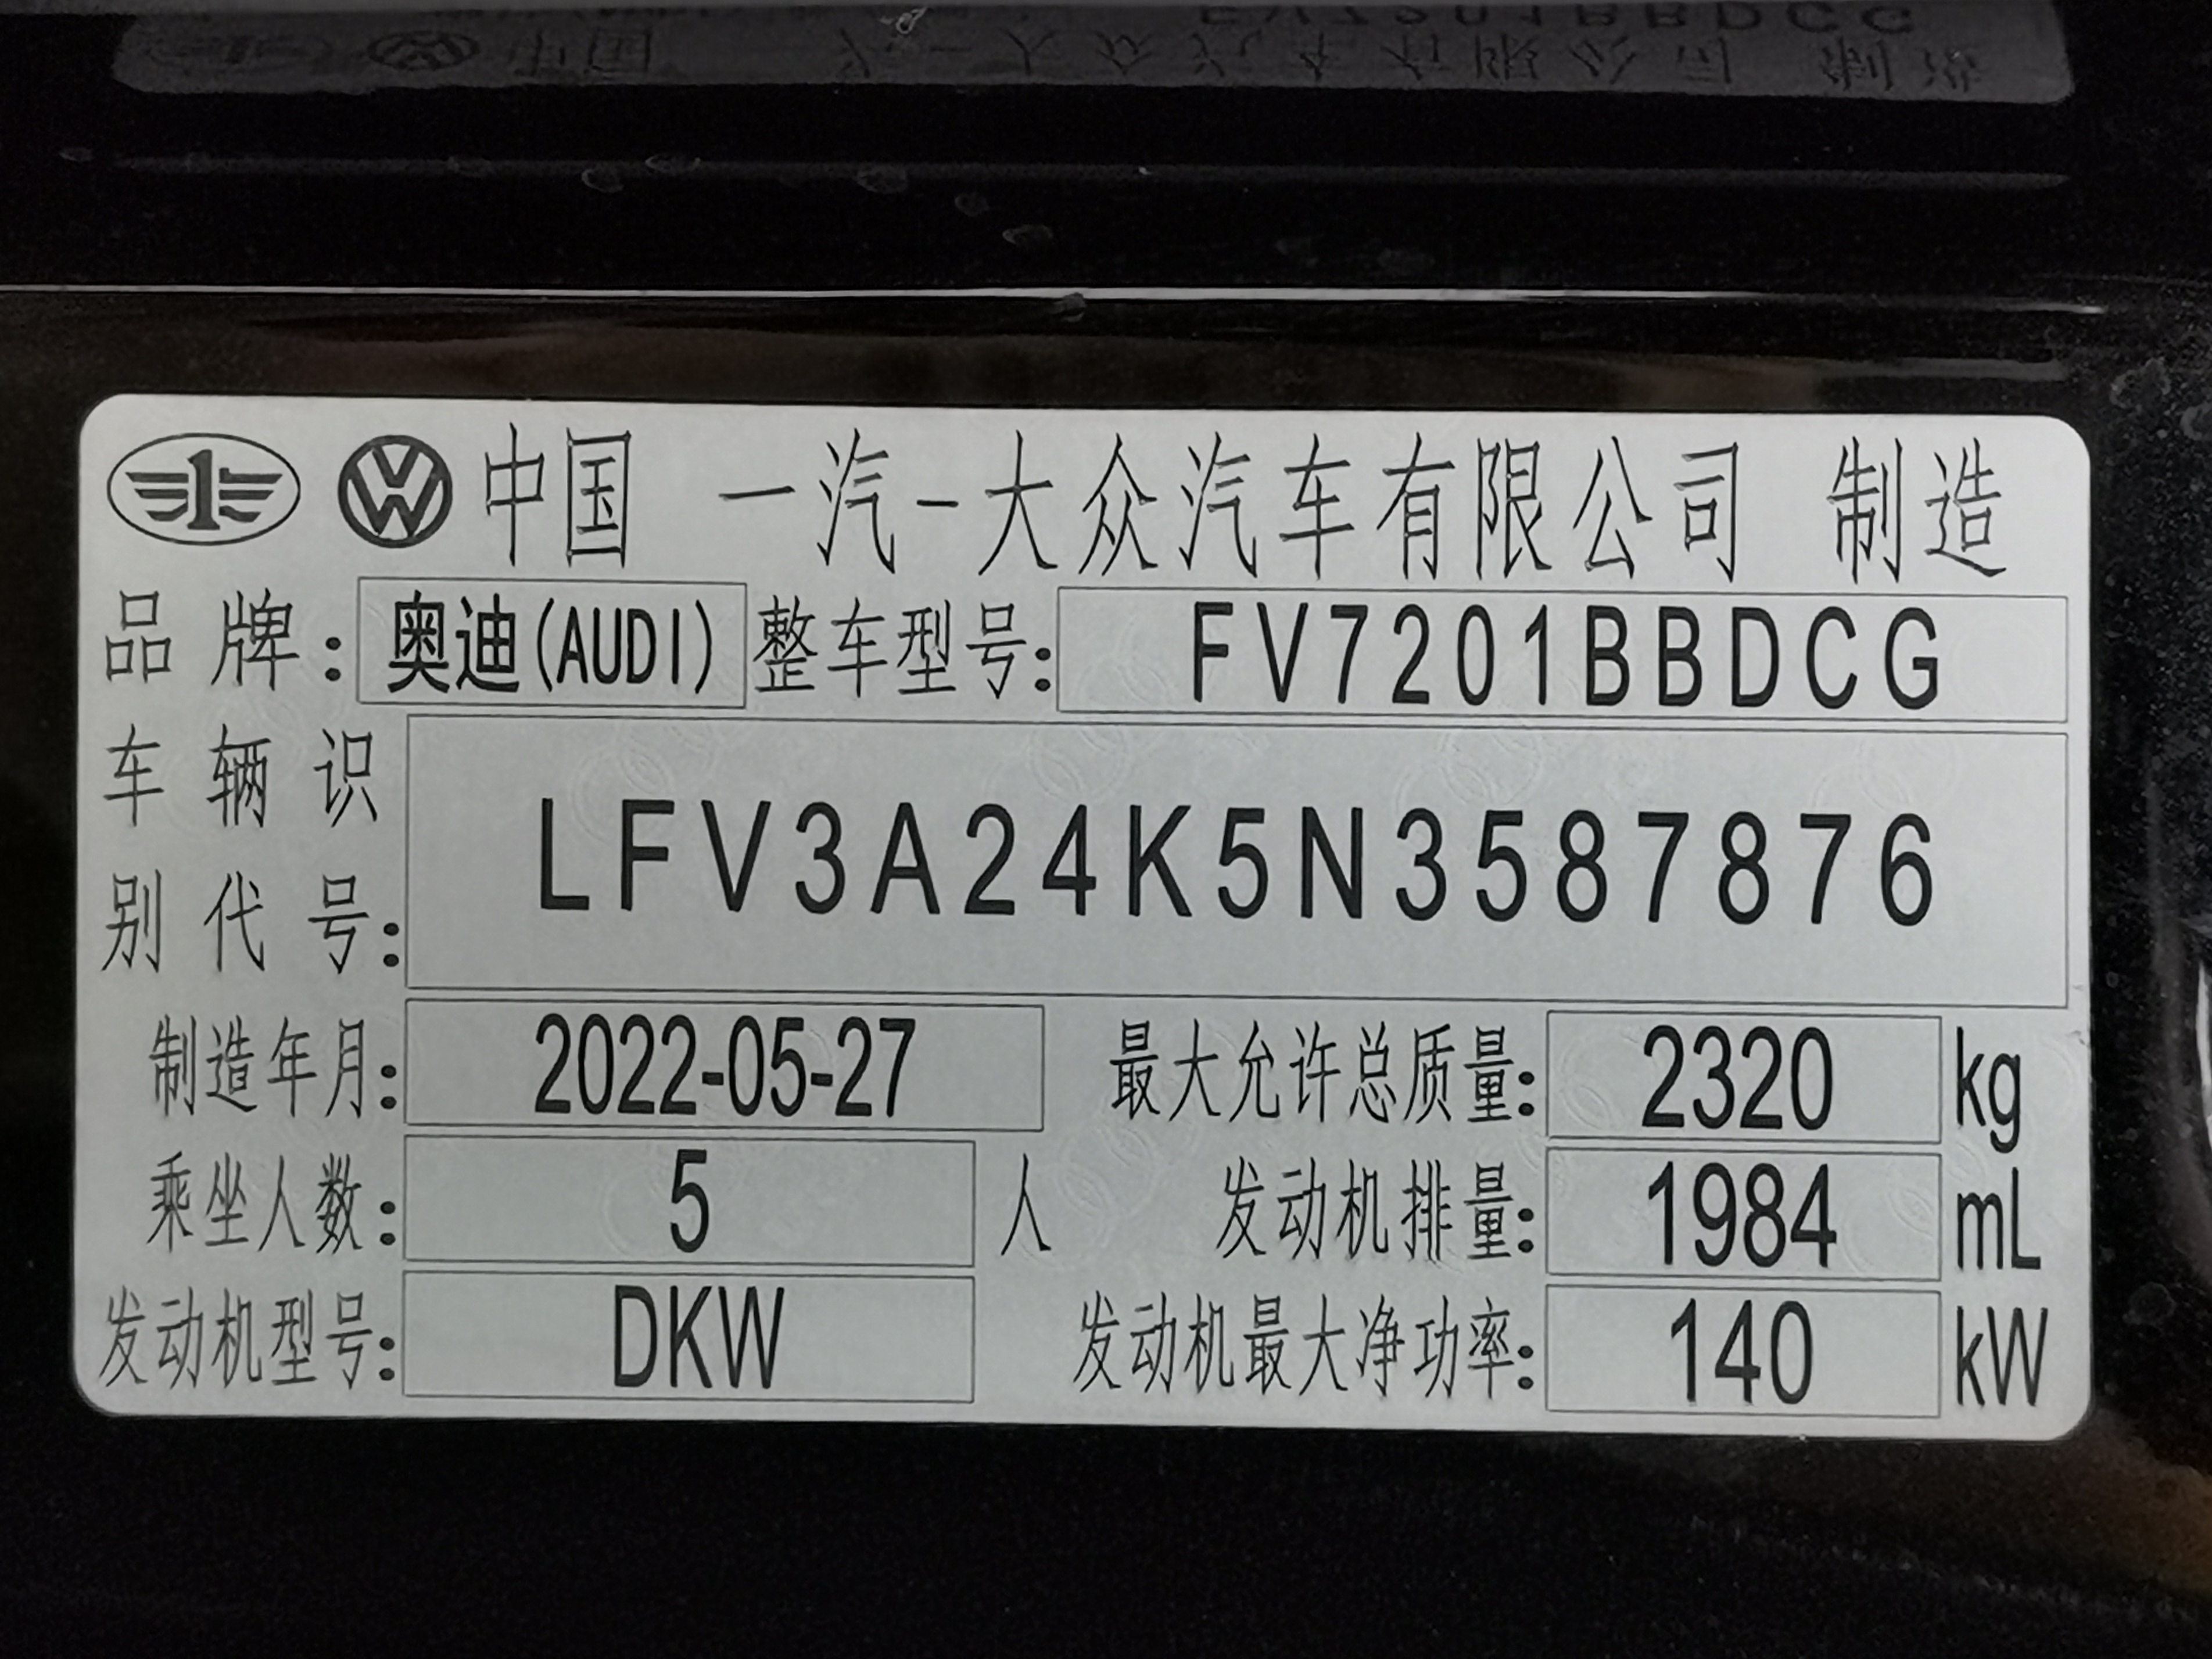 中国 一汽-大众汽车有限公司 制造
品牌: 奥迪(AUDI) 整车型号: FV7201BBDCG
车辆识
别代号: LFV3A24K5N3587876
制造年月: 2022-05-27 最大允许总质量: 2320 kg
乘坐人数: 5 人 发动机排量: 1984 mL
发动机型号: DKW 发动机最大净功率: 140 kW